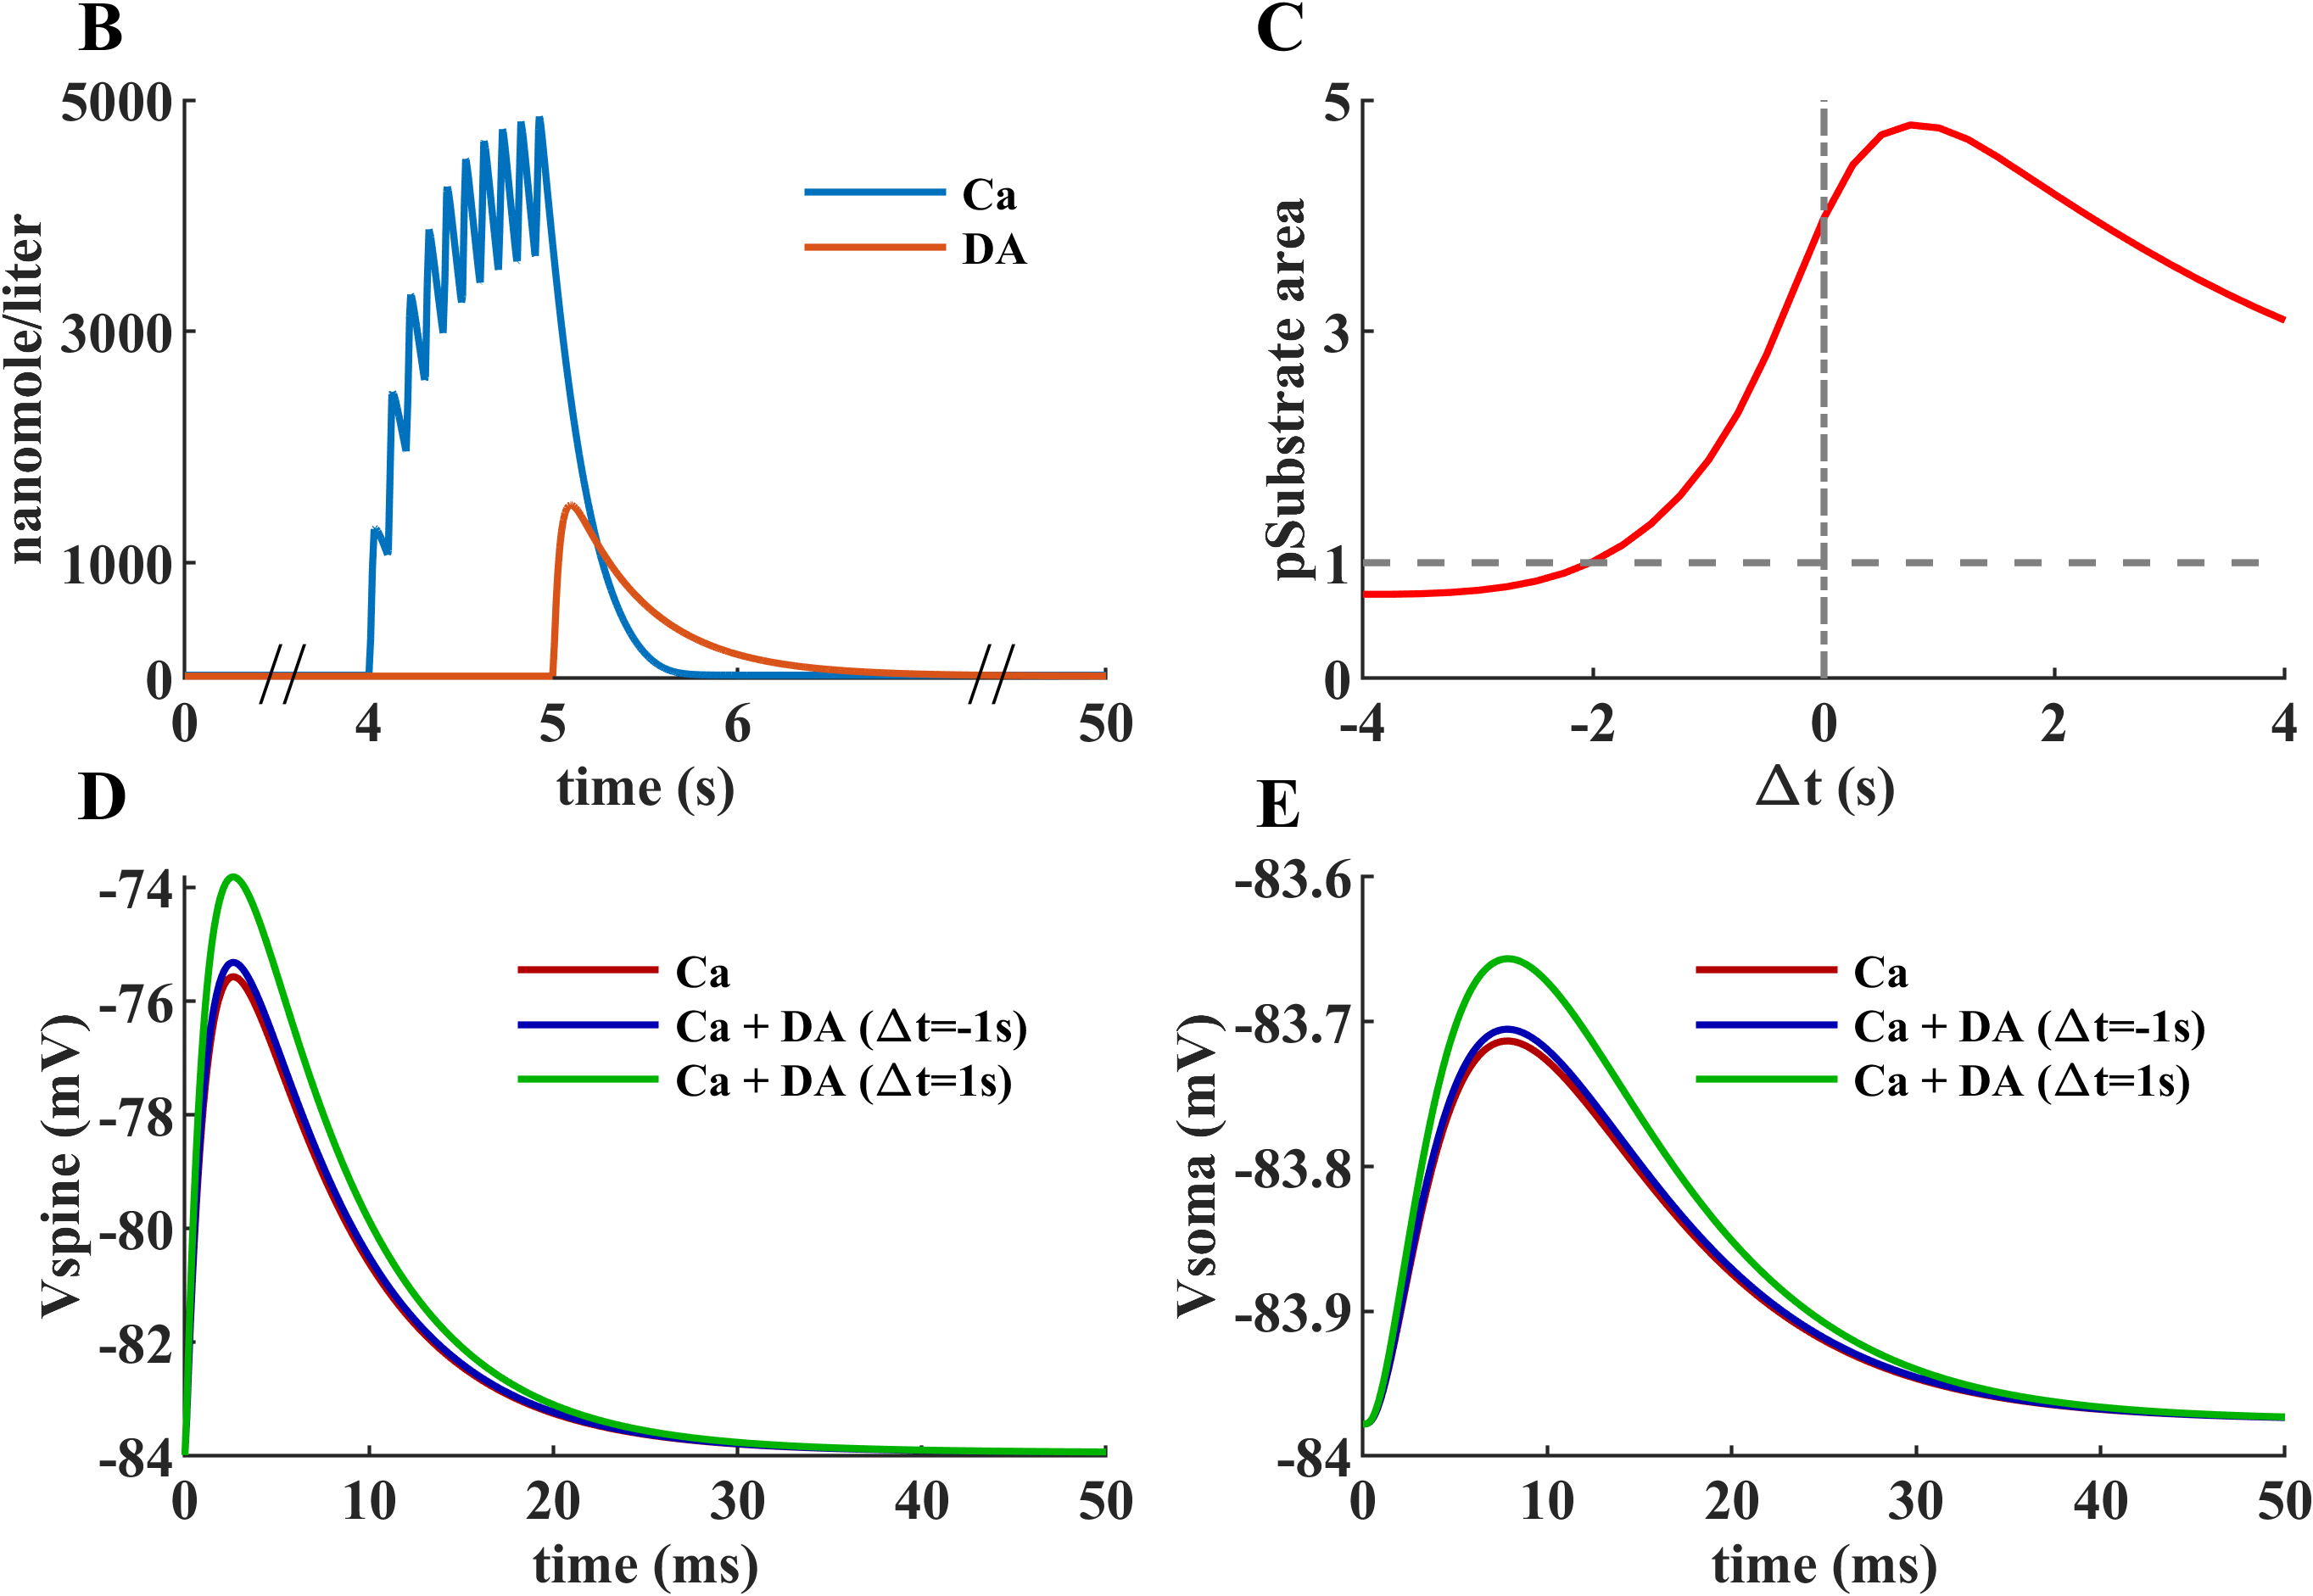 B
5000
3000
1000
0
nanomole/liter
Ca
DA
0 4 5 6 50
time (s)
C
5
3
1
0
pSubstrate area
-4 -2 0 2 4
Δt (s)
D
-74
-76
-78
-80
-82
-84
Vspine (mV)
Ca
Ca + DA (Δt=-1s)
Ca + DA (Δt=1s)
0 10 20 30 40 50
time (ms)
E
-83.6
-83.7
-83.8
-83.9
-84
Vsoma (mV)
Ca
Ca + DA (Δt=-1s)
Ca + DA (Δt=1s)
0 10 20 30 40 50
time (ms)